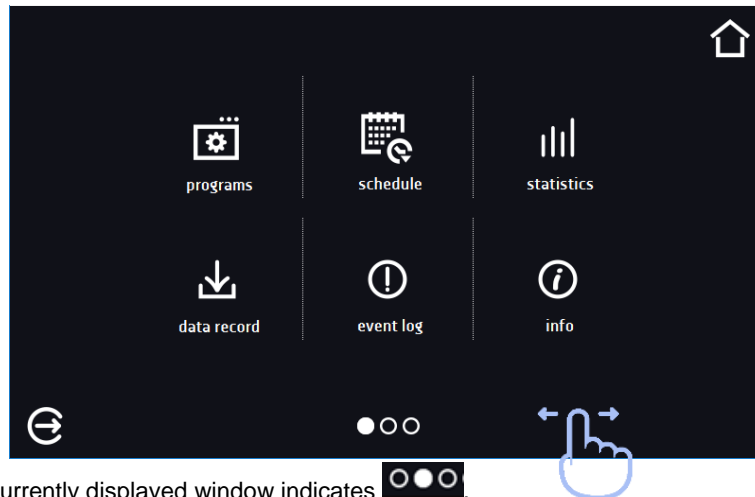 programs schedule statistics
data record event log info
urrently displayed window indicates .